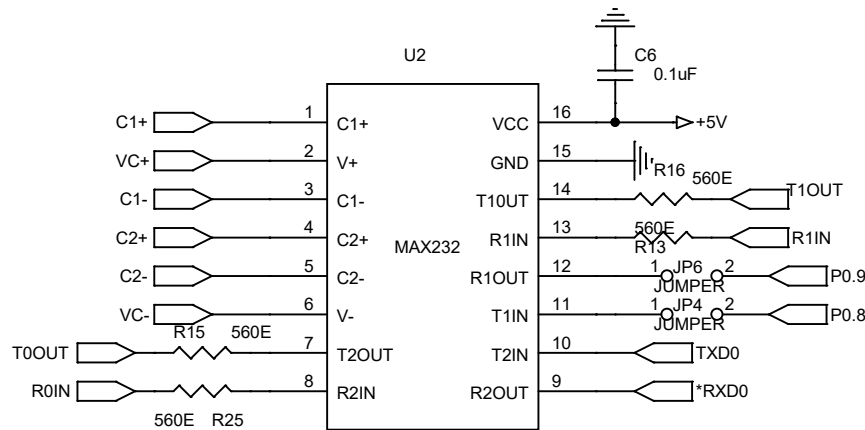 U2
C6
0.1uF
C1+ 1 C1+ VCC 16 +5V
VC+ 2 V+ GND 15
R16 560E
C1- 3 C1- T1OUT 14 T1OUT
C2+ 4 C2+ MAX232 R1IN 13 560E R13 R1IN
C2- 5 C2- R1OUT 12 1 JP6 2 P0.9
JUMPER
VC- 6 V- T1IN 11 1 JP4 2 P0.8
JUMPER
R15 560E
T0OUT 7 T2OUT T2IN 10 TXD0
R0IN 8 R2IN R2OUT 9 *RXD0
560E R25